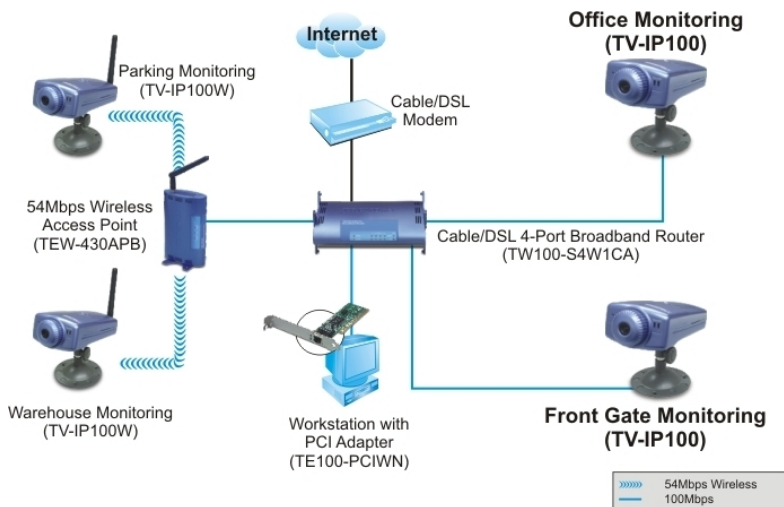 Internet
Office Monitoring
(TV-IP100)
Parking Monitoring
(TV-IP100W)
Cable/DSL
Modem
54Mbps Wireless
Access Point
(TEW-430APB)
Cable/DSL 4-Port Broadband Router
(TW100-S4W1CA)
Warehouse Monitoring
(TV-IP100W)
Workstation with
PCI Adapter
(TE100-PCIWN)
Front Gate Monitoring
(TV-IP100)
54Mbps Wireless
100Mbps